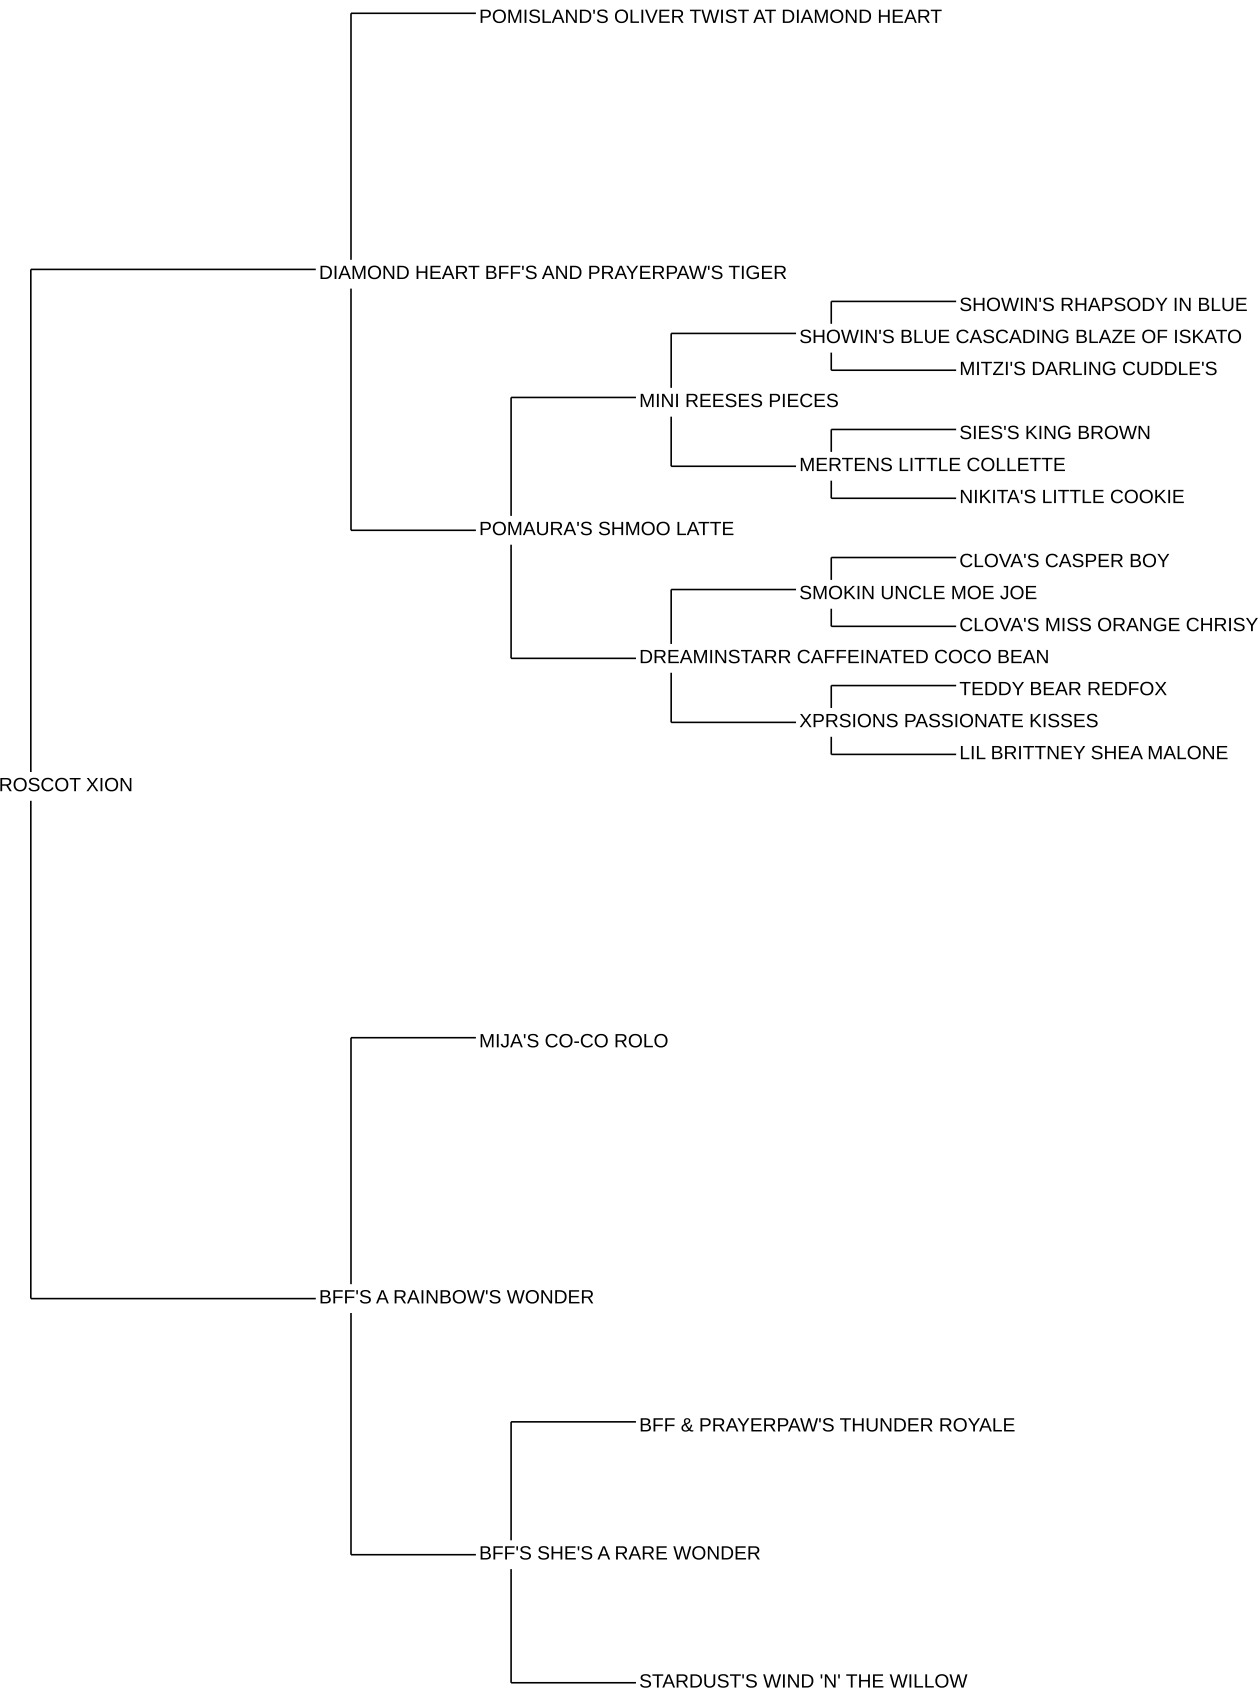 POMISLAND'S OLIVER TWIST AT DIAMOND HEART
DIAMOND HEART BFF'S AND PRAYERPAW'S TIGER
SHOWIN'S RHAPSODY IN BLUE
SHOWIN'S BLUE CASCADING BLAZE OF ISKATO
MITZI'S DARLING CUDDLE'S
MINI REESES PIECES
SIES'S KING BROWN
MERTENS LITTLE COLLETTE
NIKITA'S LITTLE COOKIE
POMAURA'S SHMOO LATTE
CLOVA'S CASPER BOY
SMOKIN UNCLE MOE JOE
CLOVA'S MISS ORANGE CHRISY
DREAMINSTARR CAFFEINATED COCO BEAN
TEDDY BEAR REDFOX
XPRSIONS PASSIONATE KISSES
LIL BRITTNEY SHEA MALONE
ROSCOT XION
MIJA'S CO-CO ROLO
BFF'S A RAINBOW'S WONDER
BFF & PRAYERPAW'S THUNDER ROYALE
BFF'S SHE'S A RARE WONDER
STARDUST'S WIND 'N' THE WILLOW